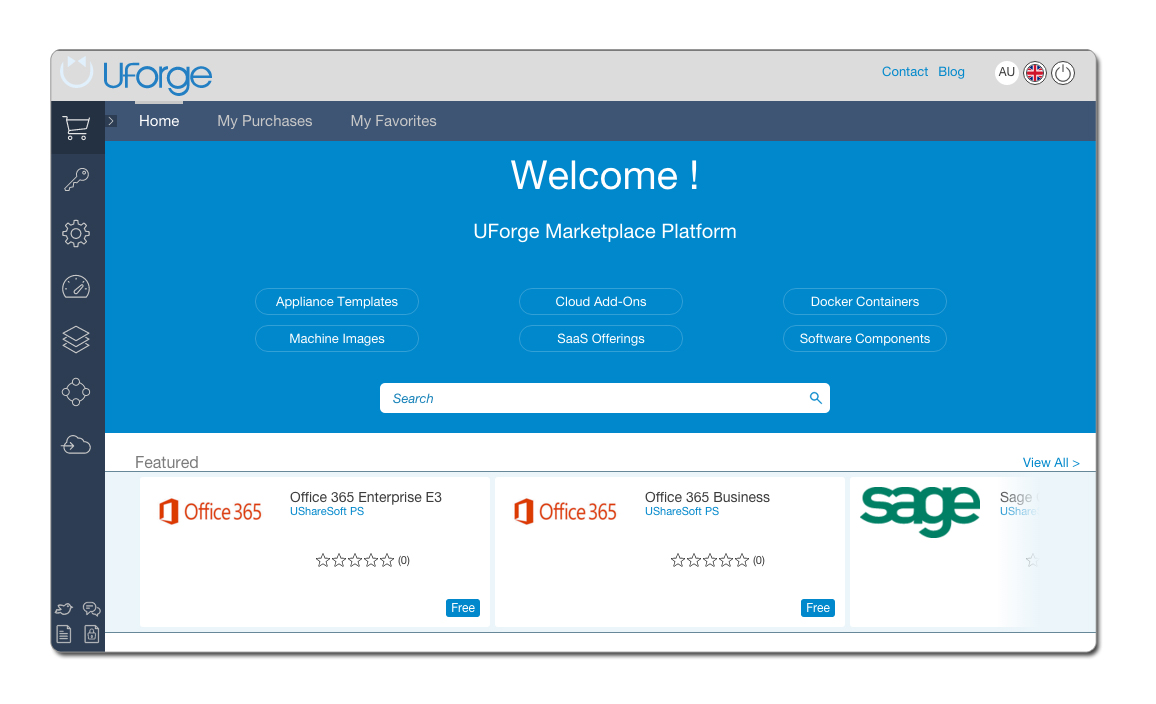 UForge
Contact Blog AU
Home My Purchases My Favorites
Welcome !
UForge Marketplace Platform
Appliance Templates Cloud Add-Ons Docker Containers
Machine Images SaaS Offerings Software Components
Search
Featured View All >
Office 365 Office 365 Enterprise E3
UShareSoft PS
(0)
Free
Office 365 Office 365 Business
UShareSoft PS
(0)
Free
sage Sage
UShare